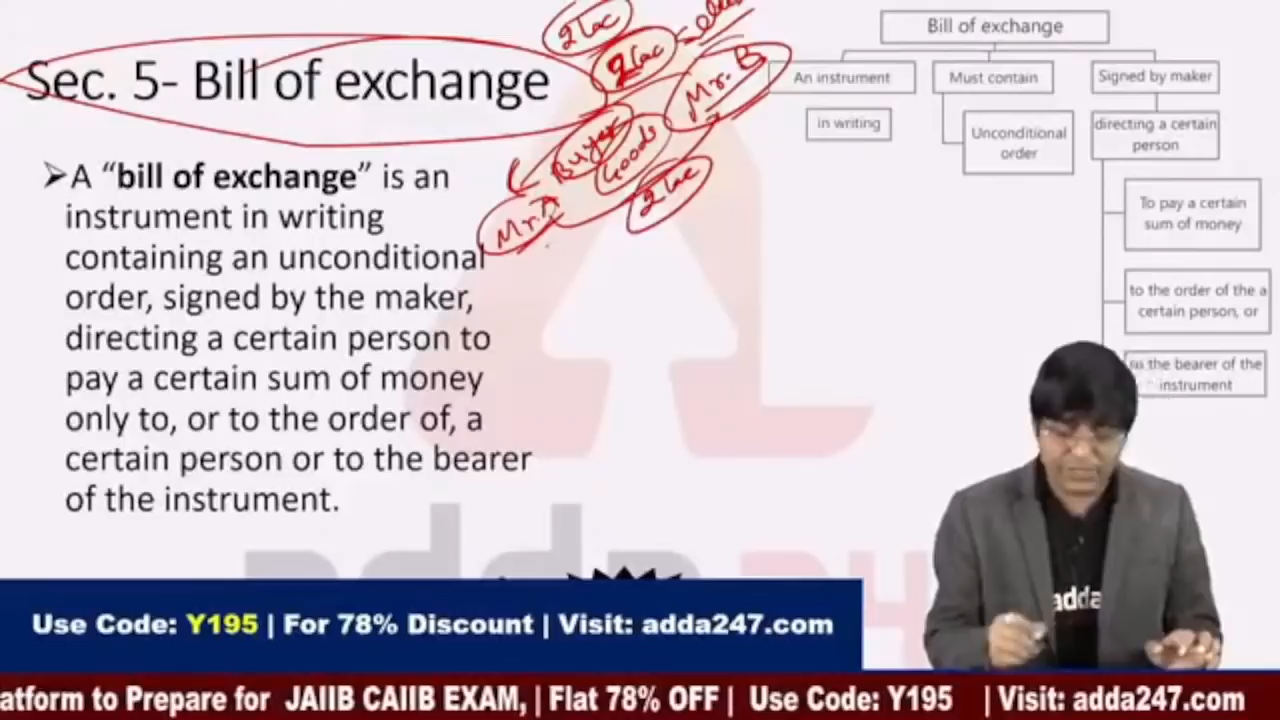 Sec. 5- Bill of exchange
➤A “bill of exchange” is an
instrument in writing
containing an unconditional
order, signed by the maker,
directing a certain person to
pay a certain sum of money
only to, or to the order of, a
certain person or to the bearer
of the instrument.
2 lac
2 lac
Mr. B
Buyer
Goods
2 lac
Mr. A
Bill of exchange
An instrument
Must contain
Signed by maker
in writing
Unconditional
order
directing a certain
person
To pay a certain
sum of money
to the order of the a
certain person, or
the bearer of the
instrument
adda
Use Code: Y195 | For 78% Discount | Visit: adda247.com
atform to Prepare for JAIIB CAIIB EXAM, | Flat 78% OFF | Use Code: Y195 | Visit: adda247.com